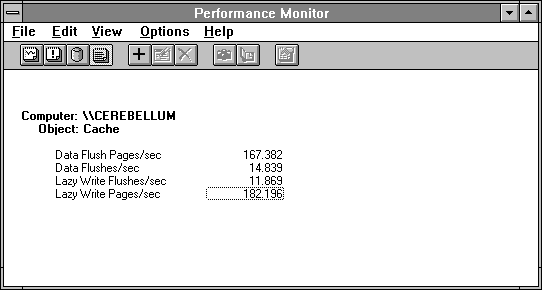 Performance Monitor
File Edit View Options Help
Computer: \\CEREBELLUM
Object: Cache
Data Flush Pages/sec 167.382
Data Flushes/sec 14.839
Lazy Write Flushes/sec 11.869
Lazy Write Pages/sec 182.196